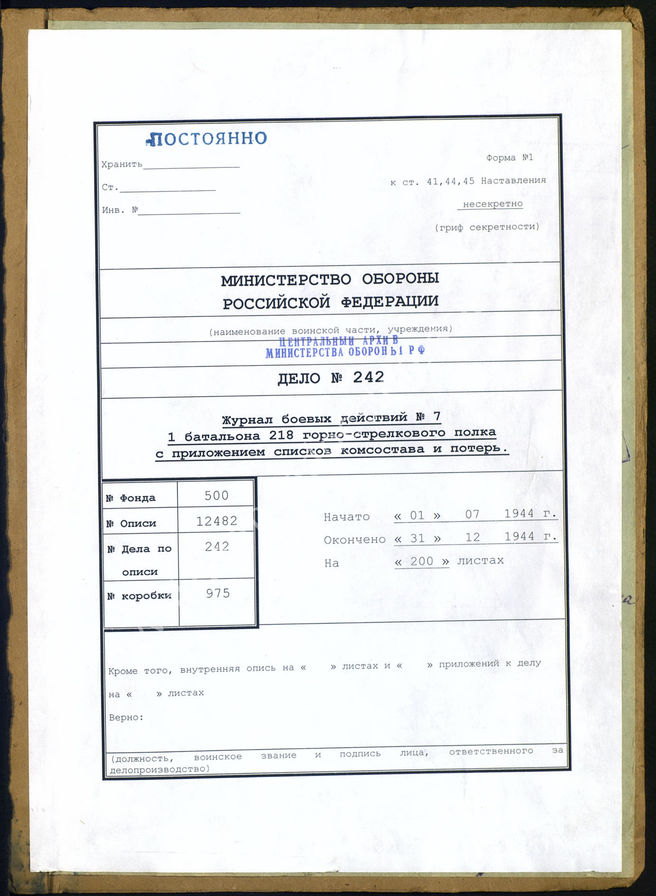 ПОСТОЯННО
Хранить
Форма №1
Ст.
к ст. 41,44,45 Наставления
Инв. №
несекретно
(гриф секретности)
МИНИСТЕРСТВО ОБОРОНЫ
РОССИЙСКОЙ ФЕДЕРАЦИИ
(наименование воинской части, учреждения)
ЦЕНТРАЛЬНЫЙ АРХИВ
МИНИСТЕРСТВА ОБОРОНЫ РФ
ДЕЛО № 242
Журнал боевых действий № 7
1 батальона 218 горно-стрелкового полка
с приложением списков комсостава и потерь.
№ Фонда 500
№ Описи 12482
№ Дела по 242
описи
№ коробки 975
Начато « 01 » 07 1944 г.
Окончено « 31 » 12 1944 г.
На « 200 » листах
Кроме того, внутренняя опись на « » листах и « » приложений к делу
на « » листах
Верно:
(должность, воинское звание и подпись лица, ответственного за
делопроизводство)